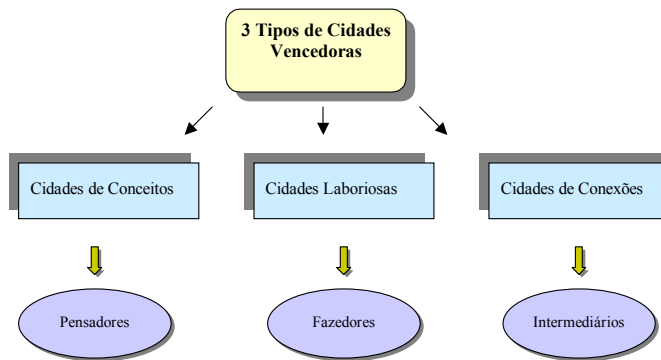 3 Tipos de Cidades
Vencedoras
Cidades de Conceitos
Cidades Laboriosas
Cidades de Conexões
Pensadores
Fazedores
Intermediários